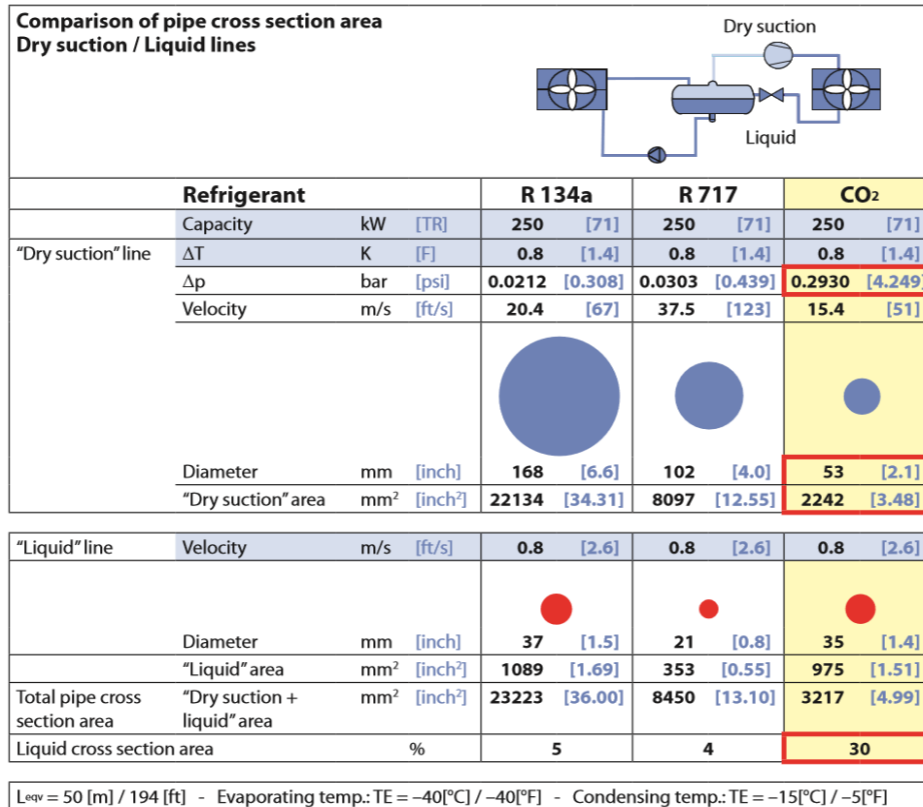 Comparison of pipe cross section area
Dry suction / Liquid lines
Dry suction
Liquid
Refrigerant R 134a R 717 CO2
Capacity kW [TR] 250 [71] 250 [71] 250 [71]
"Dry suction" line ΔT K [F] 0.8 [1.4] 0.8 [1.4] 0.8 [1.4]
Δp bar [psi] 0.0212 [0.308] 0.0303 [0.439] 0.2930 [4.249]
Velocity m/s [ft/s] 20.4 [67] 37.5 [123] 15.4 [51]
Diameter mm [inch] 168 [6.6] 102 [4.0] 53 [2.1]
"Dry suction" area mm² [inch²] 22134 [34.31] 8097 [12.55] 2242 [3.48]
"Liquid" line Velocity m/s [ft/s] 0.8 [2.6] 0.8 [2.6] 0.8 [2.6]
Diameter mm [inch] 37 [1.5] 21 [0.8] 35 [1.4]
"Liquid" area mm² [inch²] 1089 [1.69] 353 [0.55] 975 [1.51]
Total pipe cross "Dry suction + mm² [inch²] 23223 [36.00] 8450 [13.10] 3217 [4.99]
section area liquid" area
Liquid cross section area % 5 4 30
Leqv = 50 [m] / 194 [ft] - Evaporating temp.: TE = –40[°C] / –40[°F] - Condensing temp.: TE = –15[°C] / –5[°F]